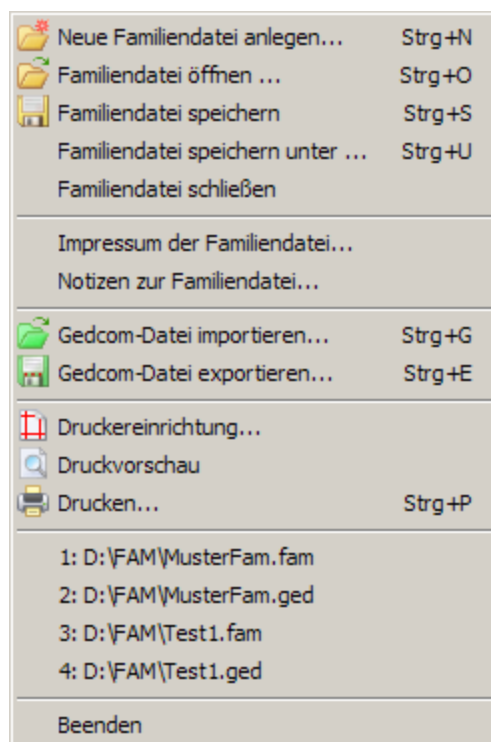 Neue Familiendatei anlegen... Strg+N
Familiendatei öffnen ... Strg+O
Familiendatei speichern Strg+S
Familiendatei speichern unter ... Strg+U
Familiendatei schließen
Impressum der Familiendatei...
Notizen zur Familiendatei...
Gedcom-Datei importieren... Strg+G
Gedcom-Datei exportieren... Strg+E
Druckereinrichtung...
Druckvorschau
Drucken... Strg+P
1: D:\FAM\MusterFam.fam
2: D:\FAM\MusterFam.ged
3: D:\FAM\Test1.fam
4: D:\FAM\Test1.ged
Beenden